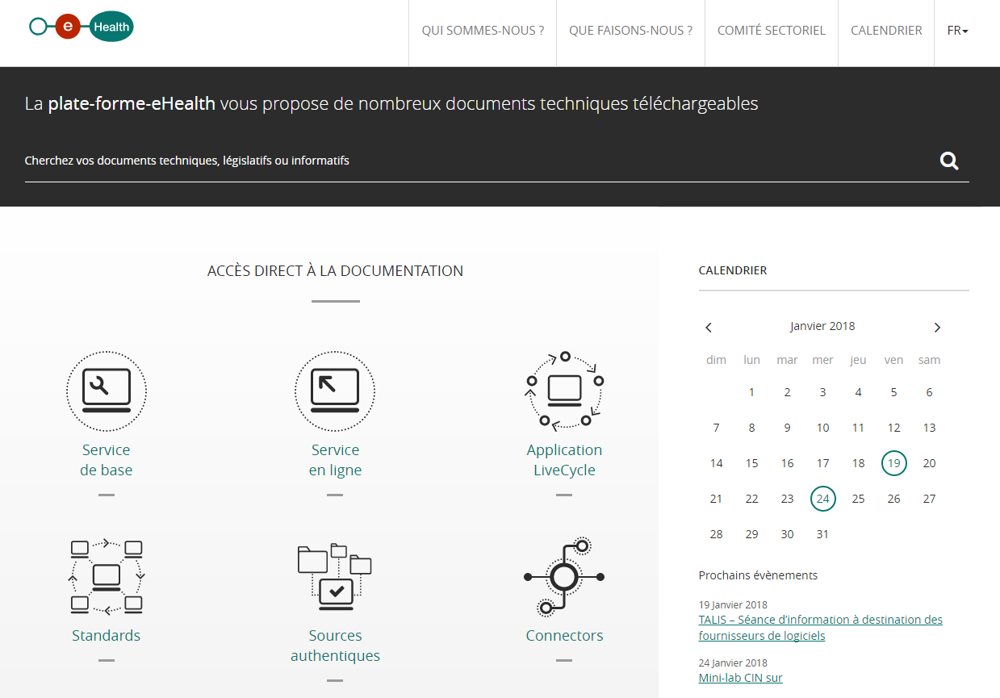 e Health
QUI SOMMES-NOUS ?
QUE FAISONS-NOUS ?
COMITÉ SECTORIEL
CALENDRIER
FR
La plate-forme-eHealth vous propose de nombreux documents techniques téléchargeables
Cherchez vos documents techniques, législatifs ou informatifs
ACCÈS DIRECT À LA DOCUMENTATION
Service
de base
Service
en ligne
Application
LiveCycle
Standards
Sources
authentiques
Connectors
CALENDRIER
Janvier 2018
dim lun mar mer jeu ven sam
1 2 3 4 5 6
7 8 9 10 11 12 13
14 15 16 17 18 19 20
21 22 23 24 25 26 27
28 29 30 31
Prochains évènements
19 Janvier 2018
TALIS – Séance d'information à destination des
fournisseurs de logiciels
24 Janvier 2018
Mini-lab CIN sur